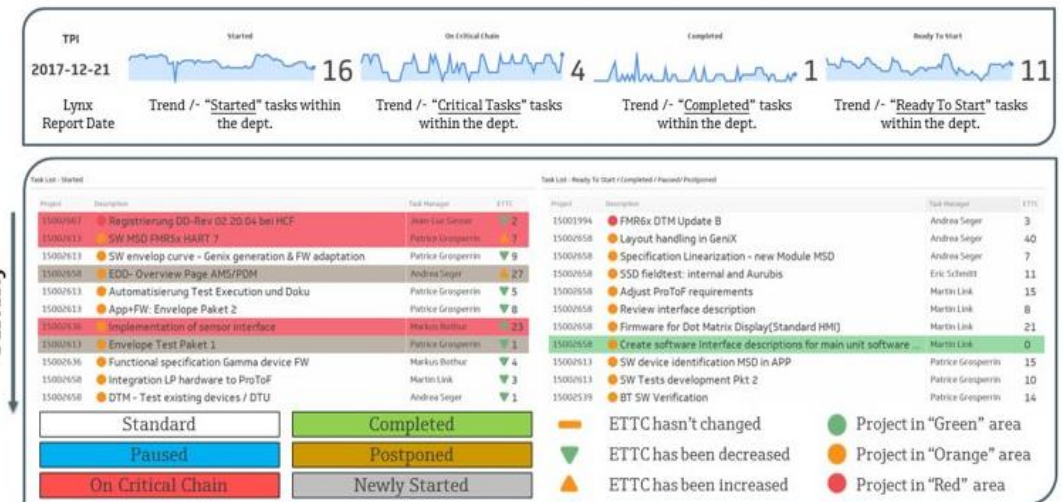 TPI
2017-12-21
Lynx
Report Date
Started
16
Trend /- "Started" tasks within
the dept.
On Critical Chain
4
Trend /- "Critical Tasks" tasks
within the dept.
Completed
1
Trend /- "Completed" tasks
within the dept.
Ready To Start
11
Trend /- "Ready To Start" tasks
within the dept.
Task List - Started
Project Description Task Manager ETTC
15002667 Registrierung DD-Rev 02.20.04 bei HCF 2
15002613 SW MSD FMR5x HART 7 Patrice Grosperrin 7
15002613 SW envelop curve - Genix generation & FW adaptation Patrice Grosperrin 9
15002658 EDD- Overview Page AMS/PDM Andrea Seger 27
15002613 Automatisierung Test Execution und Doku Patrice Grosperrin 5
15002613 App+FW: Envelope Paket 2 Patrice Grosperrin 8
15002636 Implementation of sensor interface Markus Bothur 23
15002613 Envelope Test Paket 1 Patrice Grosperrin 1
15002636 Functional specification Gamma device FW Markus Bothur 4
15002658 Integration LP hardware to ProToF Martin Link 3
15002658 DTM - Test existing devices / DTU Andrea Seger 1
Task List - Ready To Start / Completed / Paused/ Postponed
Project Description Task Manager ETTC
15001994 FMR6x DTM Update B Andrea Seger 3
15002658 Layout handling in GeniX Andrea Seger 40
15002658 Specification Linearization - new Module MSD Andrea Seger 7
15002658 SSD fieldtest: internal and Aurubis Eric Schmitt 11
15002658 Adjust ProToF requirements Martin Link 15
15002658 Review interface description Martin Link 8
15002658 Firmware for Dot Matrix Display(Standard HMI) Martin Link 21
15002658 Create software Interface descriptions for main unit software ... Martin Link 0
15002613 SW device identification MSD in APP Patrice Grosperrin 15
15002613 SW Tests development Pkt 2 Patrice Grosperrin 10
15002539 BT SW Verification Patrice Grosperrin 14
Standard Completed
Paused Postponed
On Critical Chain Newly Started
ETTC hasn't changed
ETTC has been decreased
ETTC has been increased
Project in "Green" area
Project in "Orange" area
Project in "Red" area